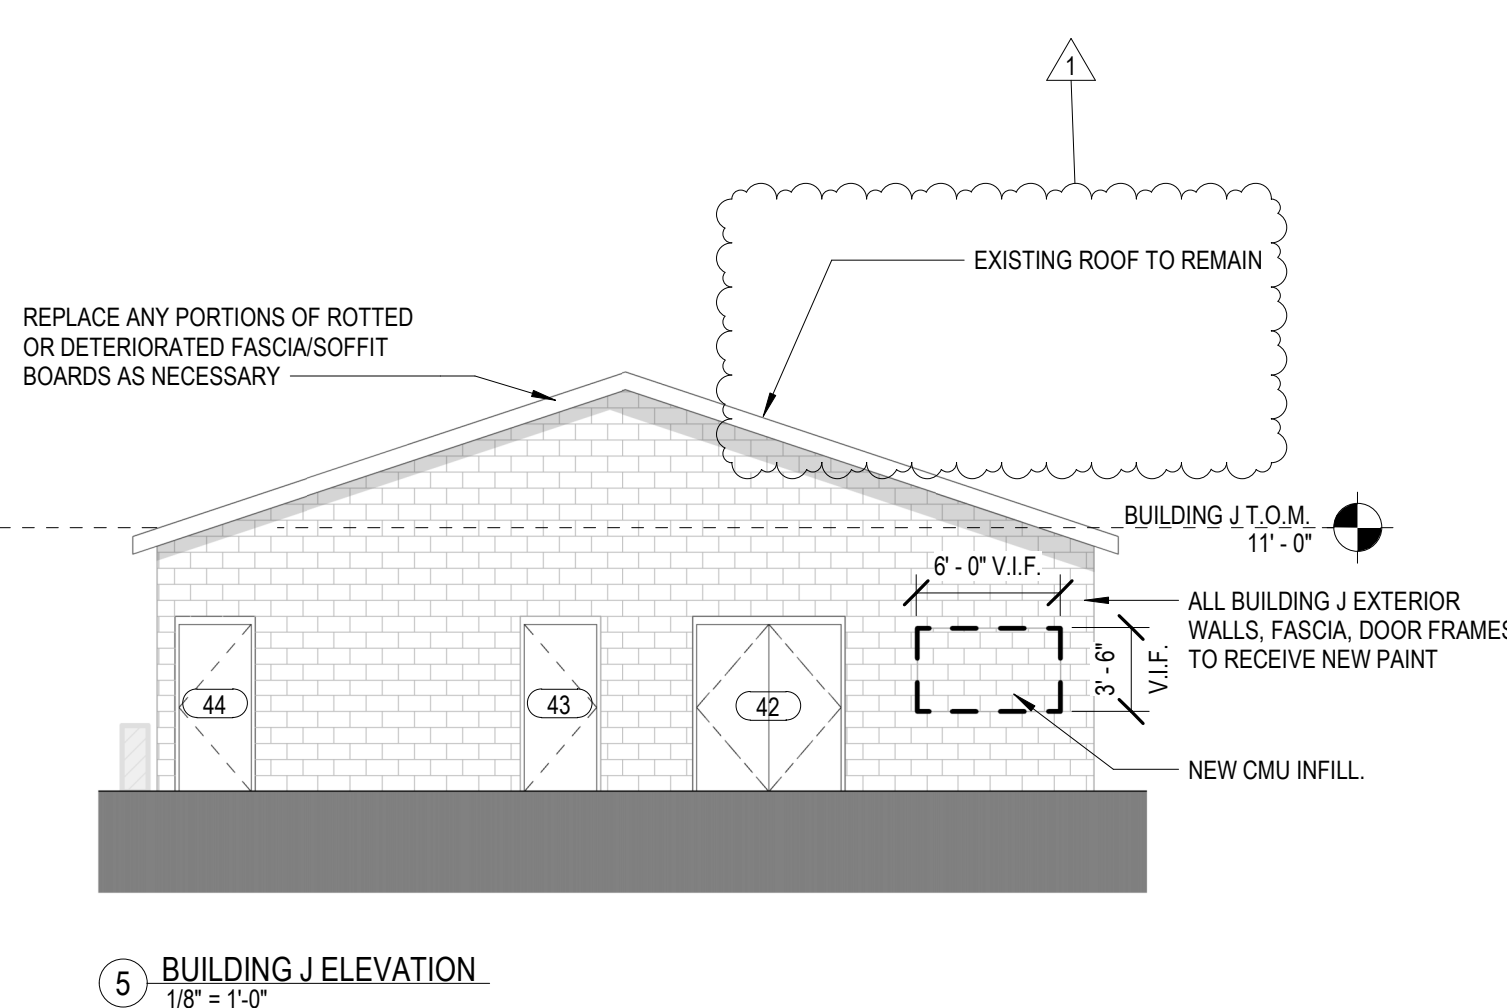 1
EXISTING ROOF TO REMAIN
REPLACE ANY PORTIONS OF ROTTED
OR DETERIORATED FASCIA/SOFFIT
BOARDS AS NECESSARY
BUILDING J T.O.M.
11' - 0"
6' - 0" V.I.F.
ALL BUILDING J EXTERIOR
WALLS, FASCIA, DOOR FRAMES
TO RECEIVE NEW PAINT
3' - 6"
V.I.F.
44
43
42
NEW CMU INFILL.
5
BUILDING J ELEVATION
1/8" = 1'-0"